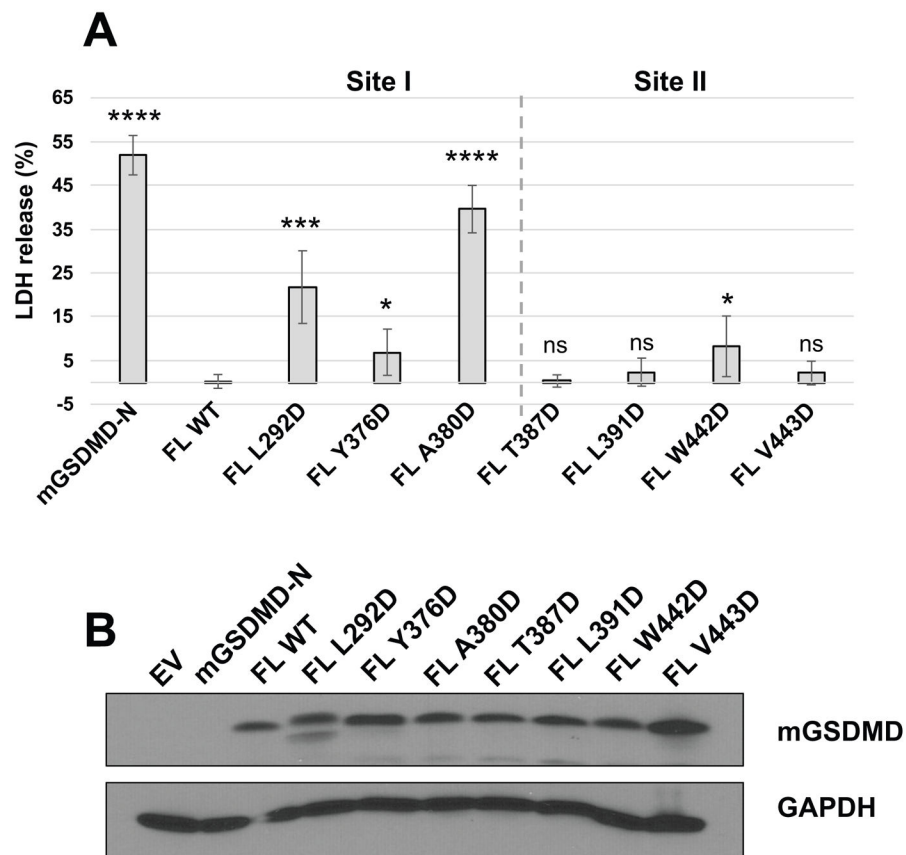 A
Site I
Site II
LDH release (%)
65
55
45
35
25
15
5
-5
****
***
*
****
ns
ns
*
ns
mGSDMD-N
FL WT
FL L292D
FL Y376D
FL A380D
FL T387D
FL L391D
FL W442D
FL V443D
B
EV
mGSDMD-N
FL WT
FL L292D
FL Y376D
FL A380D
FL T387D
FL L391D
FL W442D
FL V443D
mGSDMD
GAPDH